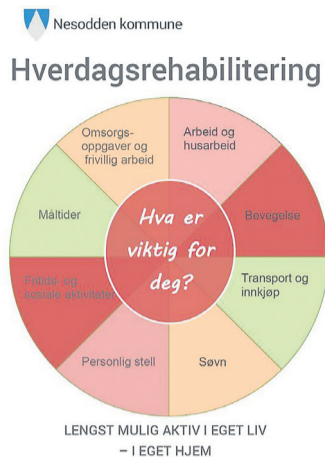 Nesodden kommune
Hverdagsrehabilitering
Omsorgs-
oppgaver og
frivillig arbeid
Arbeid og
husarbeid
Måltider
Hva er
viktig for
deg?
Bevegelse
Fritids- og
sosiale aktiviteter
Transport og
innkjøp
Personlig stell
Søvn
LENGST MULIG AKTIV I EGET LIV
– I EGET HJEM